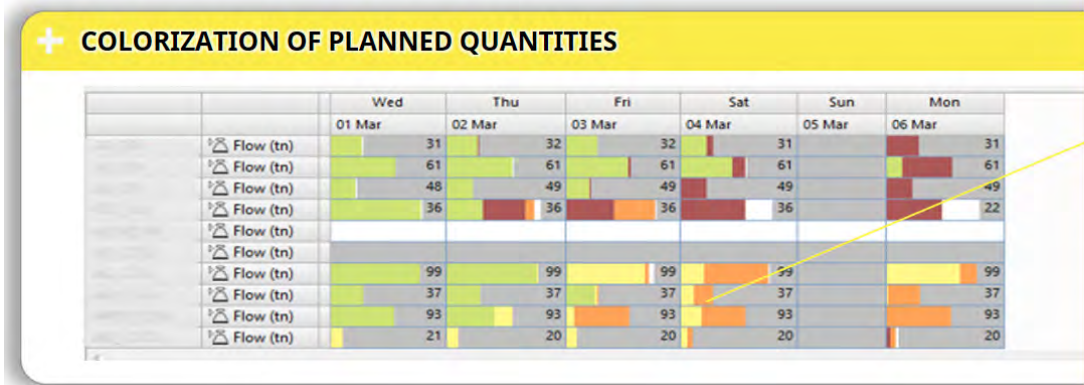 COLORIZATION OF PLANNED QUANTITIES
Wed Thu Fri Sat Sun Mon
01 Mar 02 Mar 03 Mar 04 Mar 05 Mar 06 Mar
Flow (tn) 31 32 32 31 31
Flow (tn) 61 61 61 61 61
Flow (tn) 48 49 49 49 49
Flow (tn) 36 36 36 36 22
Flow (tn)
Flow (tn)
Flow (tn) 99 99 99 99 99
Flow (tn) 37 37 37 37 37
Flow (tn) 93 93 93 93 93
Flow (tn) 21 20 20 20 20